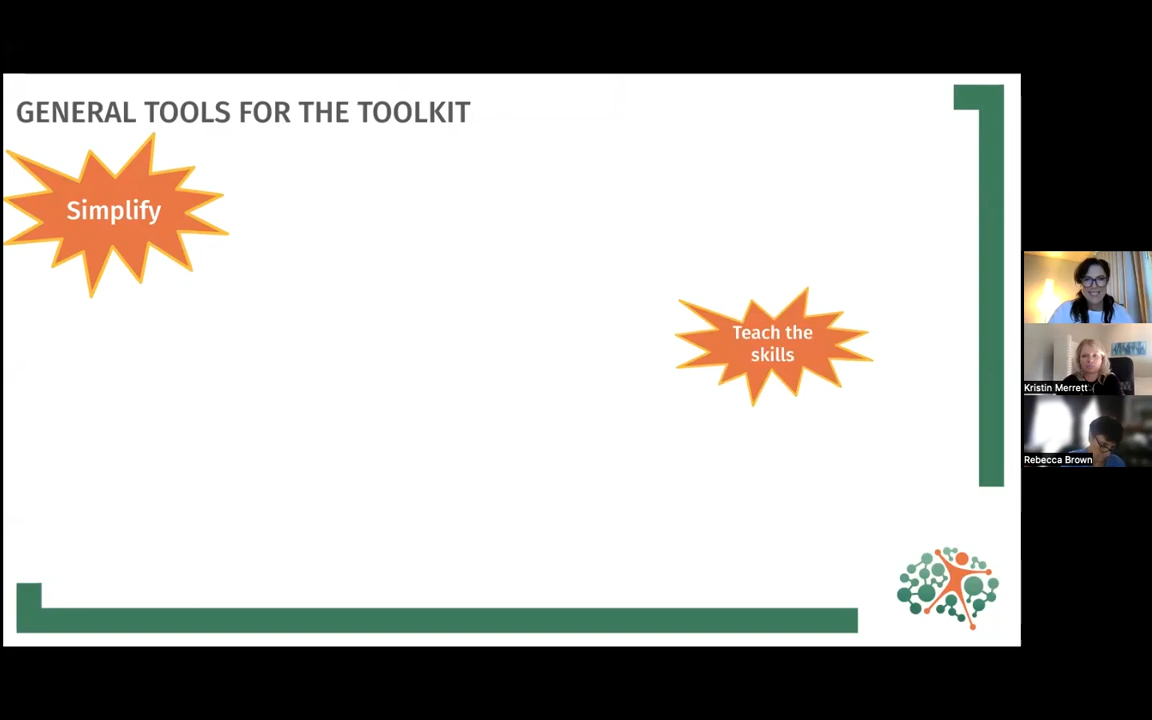 GENERAL TOOLS FOR THE TOOLKIT
Simplify
Teach the
skills
Kristin Merrett
Rebecca Brown